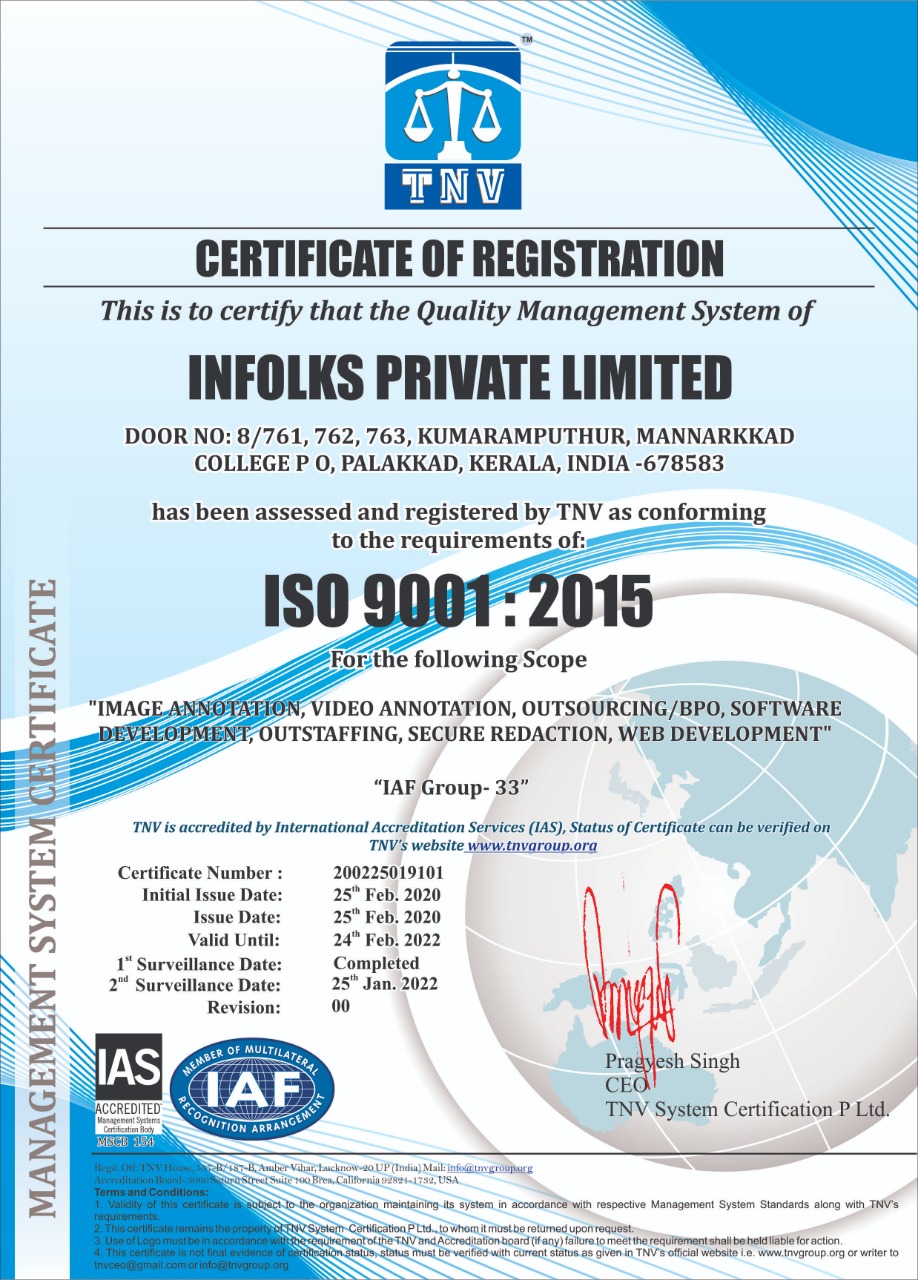 TM
TNV
CERTIFICATE OF REGISTRATION
This is to certify that the Quality Management System of
INFOLKS PRIVATE LIMITED
DOOR NO: 8/761, 762, 763, KUMARAMPUTHUR, MANNARKKAD
COLLEGE P O, PALAKKAD, KERALA, INDIA -678583
has been assessed and registered by TNV as conforming
to the requirements of:
ISO 9001 : 2015
For the following Scope
"IMAGE ANNOTATION, VIDEO ANNOTATION, OUTSOURCING/BPO, SOFTWARE
DEVELOPMENT, OUTSTAFFING, SECURE REDACTION, WEB DEVELOPMENT"
“IAF Group- 33”
TNV is accredited by International Accreditation Services (IAS), Status of Certificate can be verified on
TNV's website www.tnvgroup.org
Certificate Number : 200225019101
Initial Issue Date: 25th Feb. 2020
Issue Date: 25th Feb. 2020
Valid Until: 24th Feb. 2022
1st Surveillance Date: Completed
2nd Surveillance Date: 25th Jan. 2022
Revision: 00
MANAGEMENT SYSTEM CERTIFICATE
IAS
ACCREDITED
Management Systems
Certification Body
MSCB 154
MEMBER OF MULTILATERAL
IAF
RECOGNITION ARRANGEMENT
Pragyesh Singh
CEO
TNV System Certification P Ltd.
Regd. Off: TNV House, B/187-B, Amber Vihar, Lucknow-20 UP (India) Mail: info@tnvgroup.org
Accreditation Board- 3060 Saturn Street Suite 100 Brea, California 92821-1732, USA
Terms and Conditions:
1. Validity of this certificate is subject to the organization maintaining its system in accordance with respective Management System Standards along with TNV's
requirements.
2. This certificate remains the property of TNV System Certification P Ltd., to whom it must be returned upon request.
3. Use of Logo must be in accordance with the requirement of the TNV and Accreditation board (if any) failure to meet the requirement shall be held liable for action.
4. This certificate is not final evidence of certification status, status must be verified with current status as given in TNV's official website i.e. www.tnvgroup.org or writer to
tnvceo@gmail.com or info@tnvgroup.org